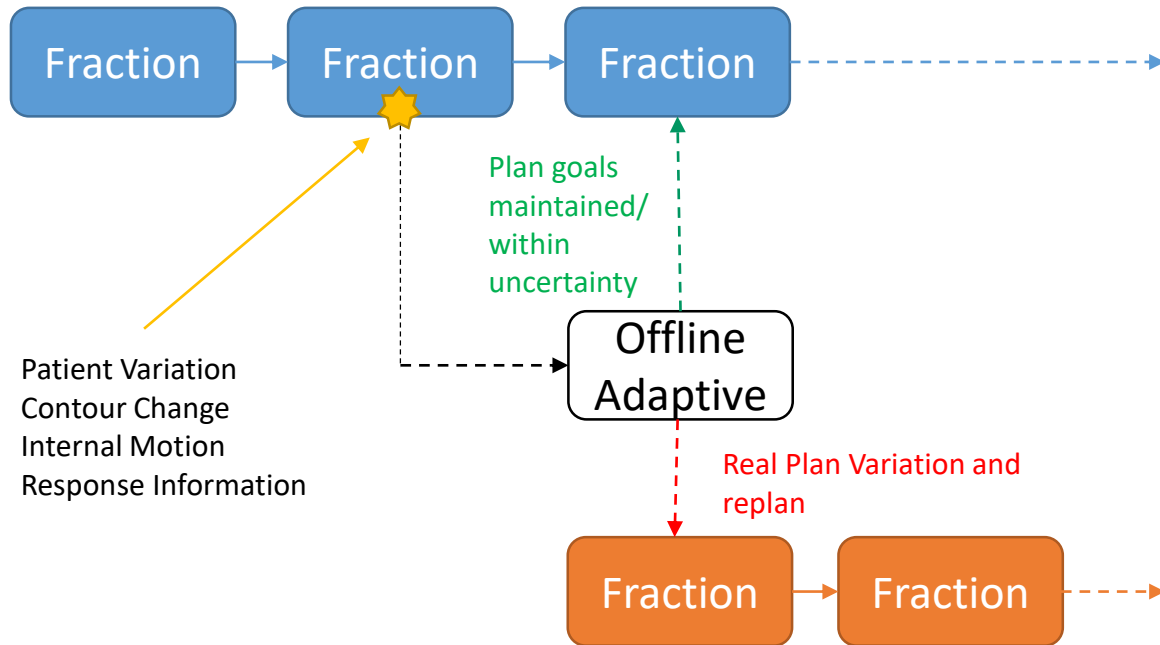 Fraction
Fraction
Fraction
Plan goals
maintained/
within
uncertainty
Patient Variation
Contour Change
Internal Motion
Response Information
Offline
Adaptive
Real Plan Variation and
replan
Fraction
Fraction